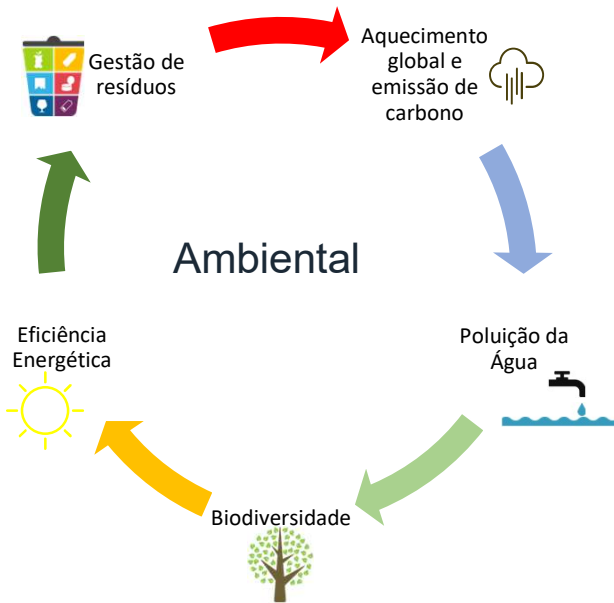 Gestão de
resíduos
Aquecimento
global e
emissão de
carbono
Ambiental
Eficiência
Energética
Poluição da
Água
Biodiversidade